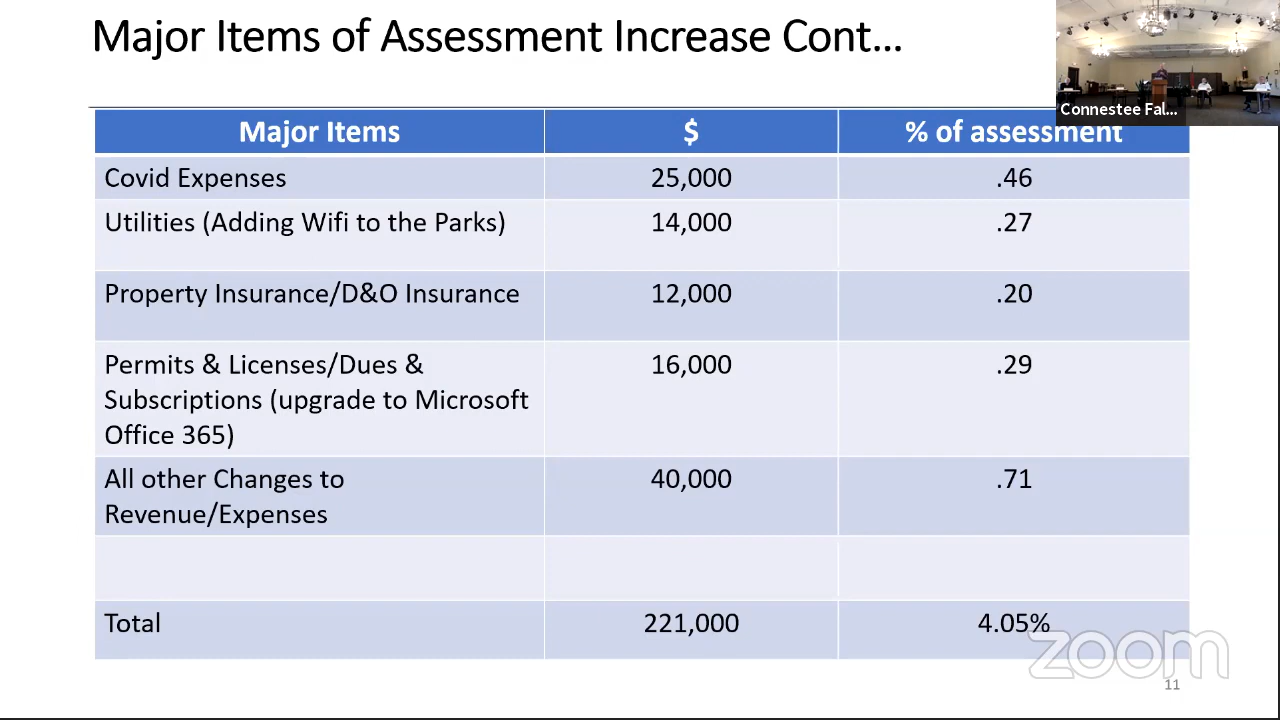 Major Items of Assessment Increase Cont...
Connestee Fal...
Major Items $ % of assessment
Covid Expenses 25,000 .46
Utilities (Adding Wifi to the Parks) 14,000 .27
Property Insurance/D&O Insurance 12,000 .20
Permits & Licenses/Dues & 16,000 .29
Subscriptions (upgrade to Microsoft
Office 365)
All other Changes to 40,000 .71
Revenue/Expenses
Total 221,000 4.05%
zoom
11